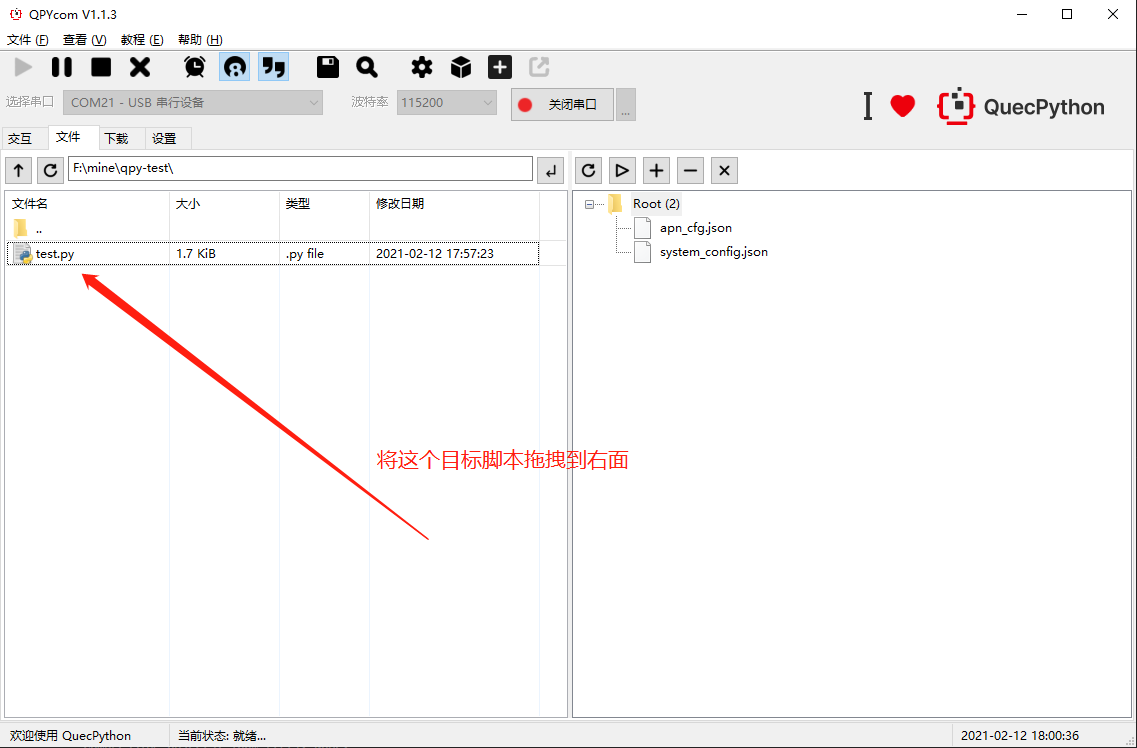 QPYcom V1.1.3
文件 (F) 查看 (V) 教程 (E) 帮助 (H)
选择串口 COM21 - USB 串行设备 波特率 115200 关闭串口 ... I QuecPython
交互 文件 下载 设置
F:\mine\qpy-test\
文件名 大小 类型 修改日期
..
test.py 1.7 KiB .py file 2021-02-12 17:57:23
Root (2)
apn_cfg.json
system_config.json
将这个目标脚本拖拽到右面
欢迎使用 QuecPython 当前状态: 就绪... 2021-02-12 18:00:36